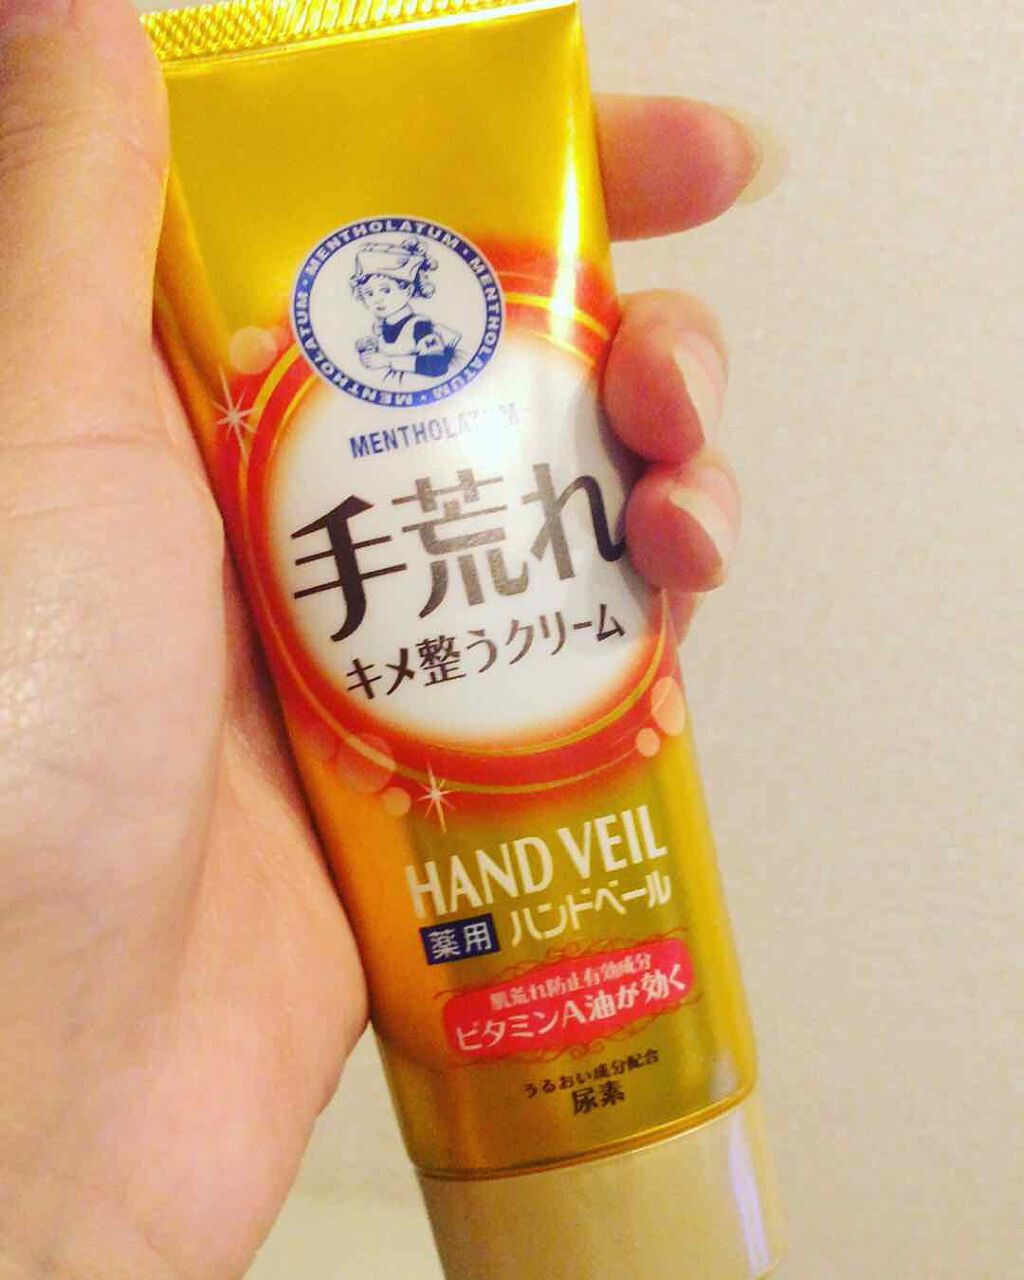 MENTHOLATUM · MENTHOLATUM · MENTHOLATUM ·
MENTHOLATUM
手荒れ
キメ整うクリーム
HAND VEIL
薬用 ハンドベール
肌荒れ防止有効成分
ビタミンA油が効く
うるおい成分配合
尿素